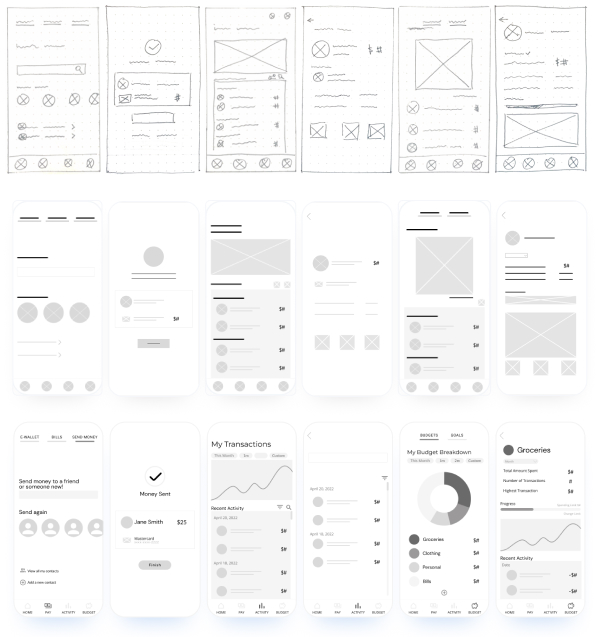 $#
$#
$#
$#
$#
$#
$#
$#
$#
$#
$#
$#
E-WALLET BILLS SEND MONEY
Send money to a friend
or someone new!
Send again
View all my contacts
Add a new contact
HOME PAY ACTIVITY BUDGET
Money Sent
Jane Smith $25
Mastercard
Finish
My Transactions
This Month 1m Custom
Recent Activity
April 20, 2022
$#
$#
April 19, 2022
$#
HOME PAY ACTIVITY BUDGET
April 20, 2022
$#
$#
April 19, 2022
$#
$#
HOME PAY ACTIVITY BUDGET
BUDGETS GOALS
My Budget Breakdown
This Month 1m Custom
Groceries $#
Clothing $#
Personal $#
Bills $#
HOME PAY ACTIVITY BUDGET
Groceries
Total Amount Spent $#
Number of Transactions #
Highest Transaction $#
Progress
Recent Activity
Date
-$#
-$#
HOME PAY ACTIVITY BUDGET